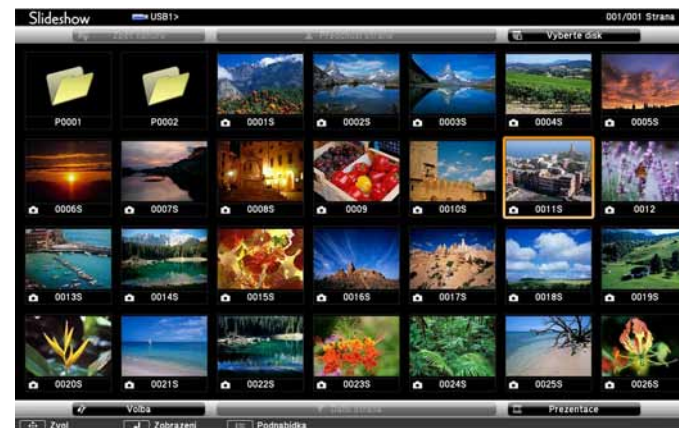 Slideshow USB1> 001/001 Strana
Vyberte disk
P0001 P0002 0001S 0002S 0003S 0004S 0005S
0006S 0007S 0008S 0009 0010S 0011S 0012
0013S 0014S 0015S 0016S 0017S 0018S 0019S
0020S 0021S 0022S 0023S 0024S 0025S 0026S
Volba Prezentace
Zvol Zobrazení Podnabídka